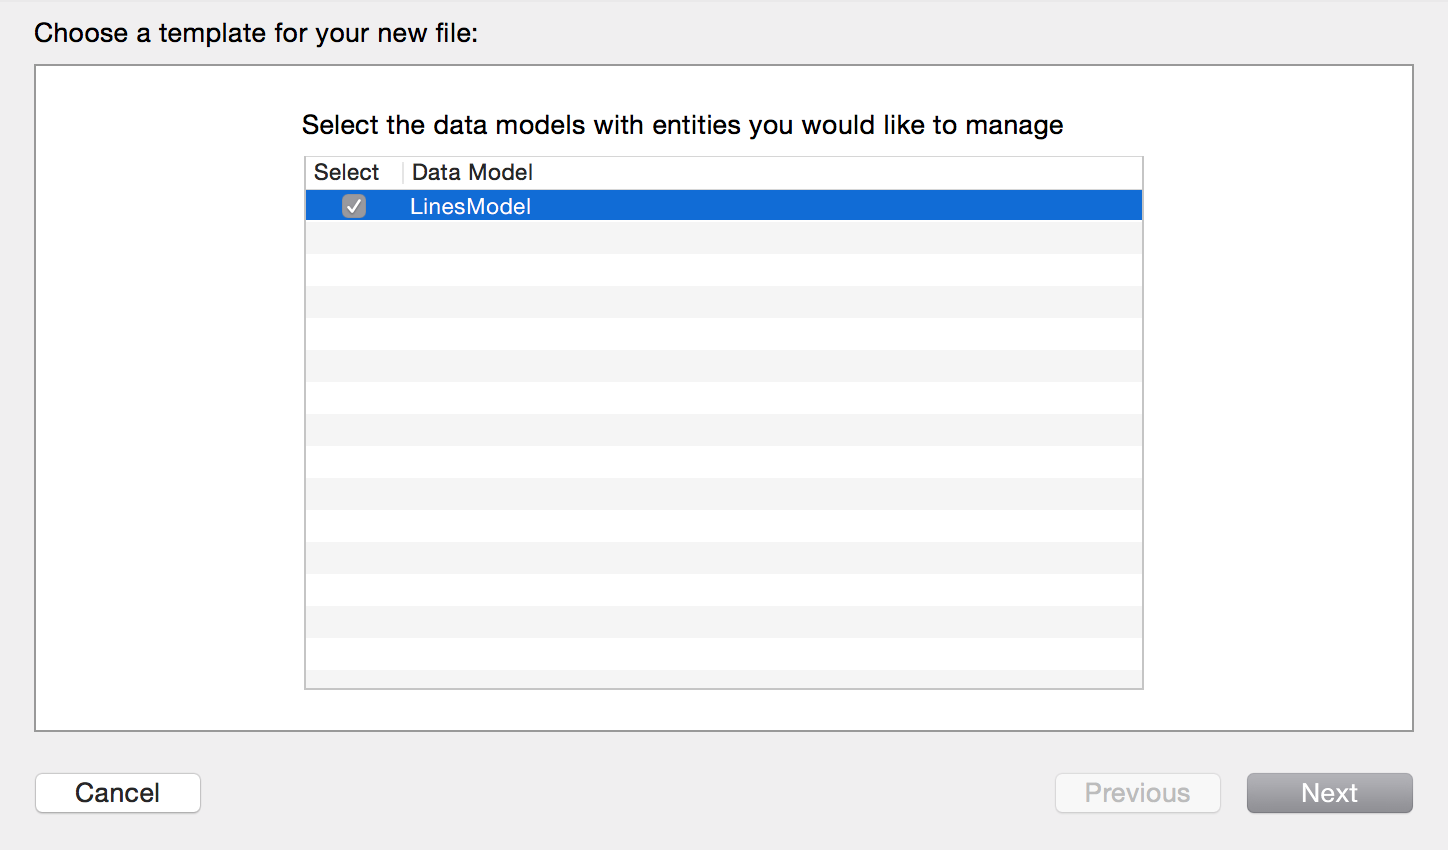 Choose a template for your new file:
Select the data models with entities you would like to manage
Select Data Model
LinesModel
Cancel Previous Next